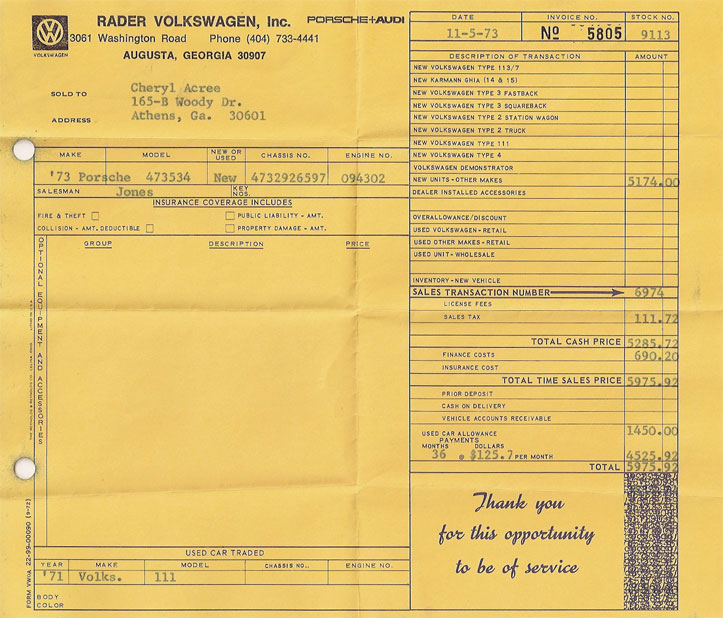 RADER VOLKSWAGEN, Inc. PORSCHE+AUDI
3061 Washington Road Phone (404) 733-4441
VOLKSWAGEN
AUGUSTA, GEORGIA 30907
DATE INVOICE NO. STOCK NO.
11-5-73 Nº 5805 9113
SOLD TO Cheryl Acree
165-B Woody Dr.
ADDRESS Athens, Ga. 30601
MAKE MODEL NEW OR USED CHASSIS NO. ENGINE NO.
'73 Porsche 473534 New 4732926597 094302
SALESMAN Jones KEY NOS.
INSURANCE COVERAGE INCLUDES
FIRE & THEFT PUBLIC LIABILITY - AMT.
COLLISION - AMT. DEDUCTIBLE PROPERTY DAMAGE - AMT.
GROUP DESCRIPTION PRICE
OPTIONAL EQUIPMENT AND ACCESSORIES
DESCRIPTION OF TRANSACTION AMOUNT
NEW VOLKSWAGEN TYPE 113/7
NEW KARMANN GHIA (14 & 15)
NEW VOLKSWAGEN TYPE 3 FASTBACK
NEW VOLKSWAGEN TYPE 3 SQUAREBACK
NEW VOLKSWAGEN TYPE 2 STATION WAGON
NEW VOLKSWAGEN TYPE 2 TRUCK
NEW VOLKSWAGEN TYPE 111
NEW VOLKSWAGEN TYPE 4
VOLKSWAGEN DEMONSTRATOR
NEW UNITS - OTHER MAKES 5174.00
DEALER INSTALLED ACCESSORIES
OVERALLOWANCE/DISCOUNT
USED VOLKSWAGEN - RETAIL
USED OTHER MAKES - RETAIL
USED UNIT - WHOLESALE
INVENTORY - NEW VEHICLE
SALES TRANSACTION NUMBER 6974
LICENSE FEES
SALES TAX 111.72
TOTAL CASH PRICE 5285.72
FINANCE COSTS 690.20
INSURANCE COST
TOTAL TIME SALES PRICE 5975.92
PRIOR DEPOSIT
CASH ON DELIVERY
VEHICLE ACCOUNTS RECEIVABLE
USED CAR ALLOWANCE 1450.00
PAYMENTS
MONTHS DOLLARS
36 @ $125.7 PER MONTH 4525.92
TOTAL 5975.92
Thank you
for this opportunity
to be of service
USED CAR TRADED
YEAR MAKE MODEL CHASSIS NO. ENGINE NO.
'71 Volks. 111
BODY
COLOR
FORM VW/A 22-99-00090 (9-72)